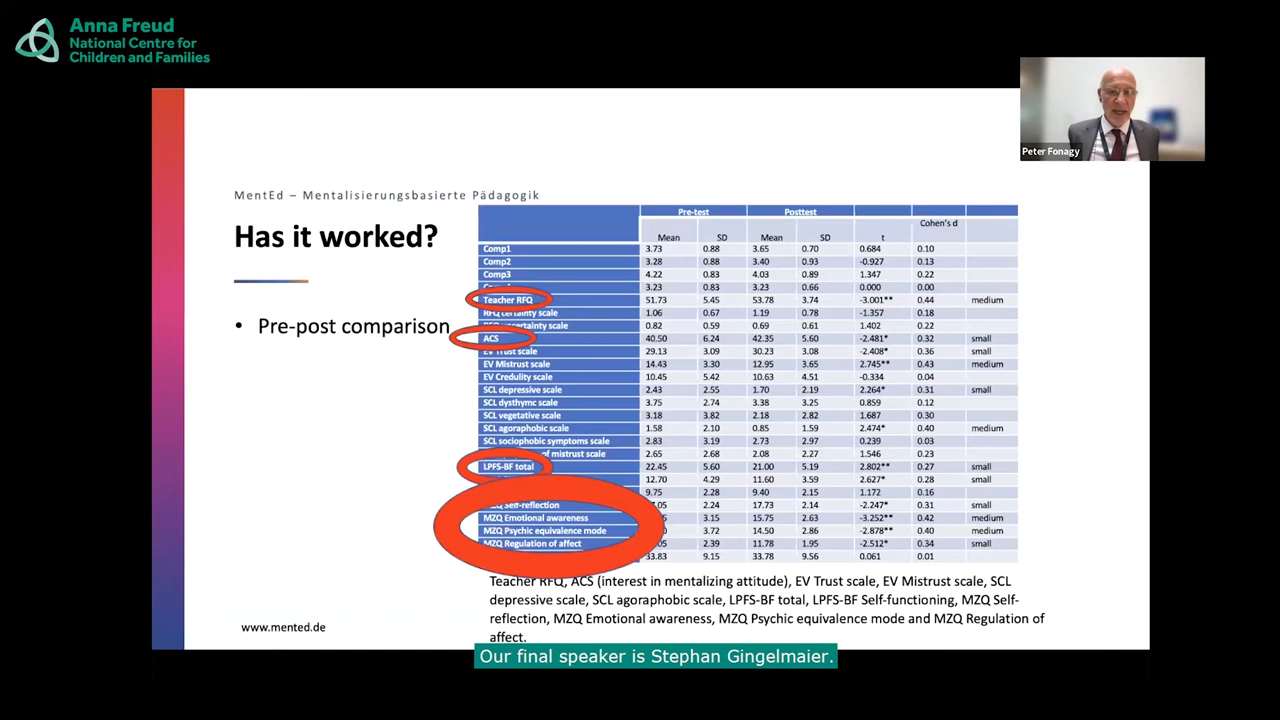 Anna Freud
National Centre for
Children and Families
Peter Fonagy
MentEd – Mentalisierungsbasierte Pädagogik
Has it worked?
• Pre-post comparison
Pre-test Posttest
Cohen's d
Mean SD Mean SD t
Comp1 3.73 0.88 3.65 0.70 0.684 0.10
Comp2 3.28 0.88 3.40 0.93 -0.927 0.13
Comp3 4.22 0.83 4.03 0.89 1.347 0.22
3.23 0.83 3.23 0.66 0.000 0.00
Teacher RFQ 51.73 5.45 53.78 3.74 -3.001** 0.44 medium
RFQ certainty scale 1.06 0.67 1.19 0.78 -1.357 0.18
scale 0.82 0.59 0.69 0.61 1.402 0.22
ACS 40.50 6.24 42.35 5.60 -2.481* 0.32 small
EV Trust scale 29.13 3.09 30.23 3.08 -2.408* 0.36 small
EV Mistrust scale 14.43 3.30 12.95 3.65 2.745** 0.43 medium
EV Credulity scale 10.45 5.42 10.63 4.51 -0.334 0.04
SCL depressive scale 2.43 2.55 1.70 2.19 2.264* 0.31 small
SCL dysthymc scale 3.75 2.74 3.38 3.25 0.859 0.12
SCL vegetative scale 3.18 3.82 2.18 2.82 1.687 0.30
SCL agoraphobic scale 1.58 2.10 0.85 1.59 2.474* 0.40 medium
SCL sociophobic symptoms scale 2.83 3.19 2.73 2.97 0.239 0.03
of mistrust scale 2.65 2.68 2.08 2.27 1.546 0.23
LPFS-BF total 22.45 5.60 21.00 5.19 2.802** 0.27 small
12.70 4.29 11.60 3.59 2.627* 0.28 small
9.75 2.28 9.40 2.15 1.172 0.16
MZQ Self-reflection 2.24 17.73 2.14 -2.247* 0.31 small
MZQ Emotional awareness 3.15 15.75 2.63 -3.252** 0.42 medium
MZQ Psychic equivalence mode 3.72 14.50 2.86 -2.878** 0.40 medium
MZQ Regulation of affect 2.39 11.78 1.95 -2.512* 0.34 small
33.83 9.15 33.78 9.56 0.061 0.01
Teacher RFQ, ACS (interest in mentalizing attitude), EV Trust scale, EV Mistrust scale, SCL
depressive scale, SCL agoraphobic scale, LPFS-BF total, LPFS-BF Self-functioning, MZQ Self-
reflection, MZQ Emotional awareness, MZQ Psychic equivalence mode and MZQ Regulation of
affect.
www.mented.de
Our final speaker is Stephan Gingelmaier.